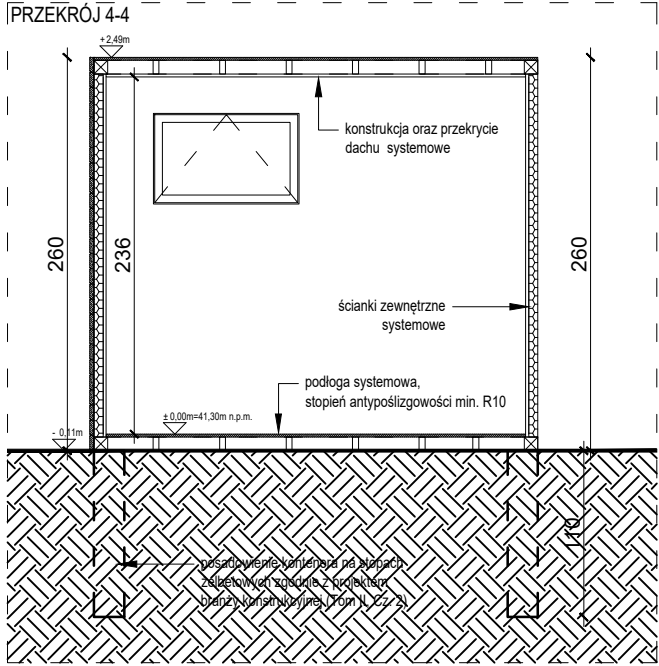 PRZEKRÓJ 4-4
+2,49m
konstrukcja oraz przekrycie
dachu systemowe
260
236
260
ścianki zewnętrzne
systemowe
podłoga systemowa,
stopień antypoślizgowości min. R10
± 0,00m=41,30m n.p.m.
- 0,11m
110
posadowienie kontenera na stopach
żelbetowych zgodnie z projektem
branży konstrukcyjnej (Tom II, Cz. 2)